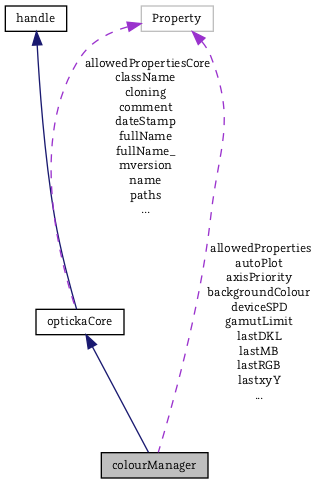 handle
Property
allowedPropertiesCore
className
cloning
comment
dateStamp
fullName
fullName_
mversion
name
paths
...
allowedProperties
autoPlot
axisPriority
backgroundColour
deviceSPD
gamutLimit
lastDKL
lastMB
lastRGB
lastxyY
...
optickaCore
colourManager